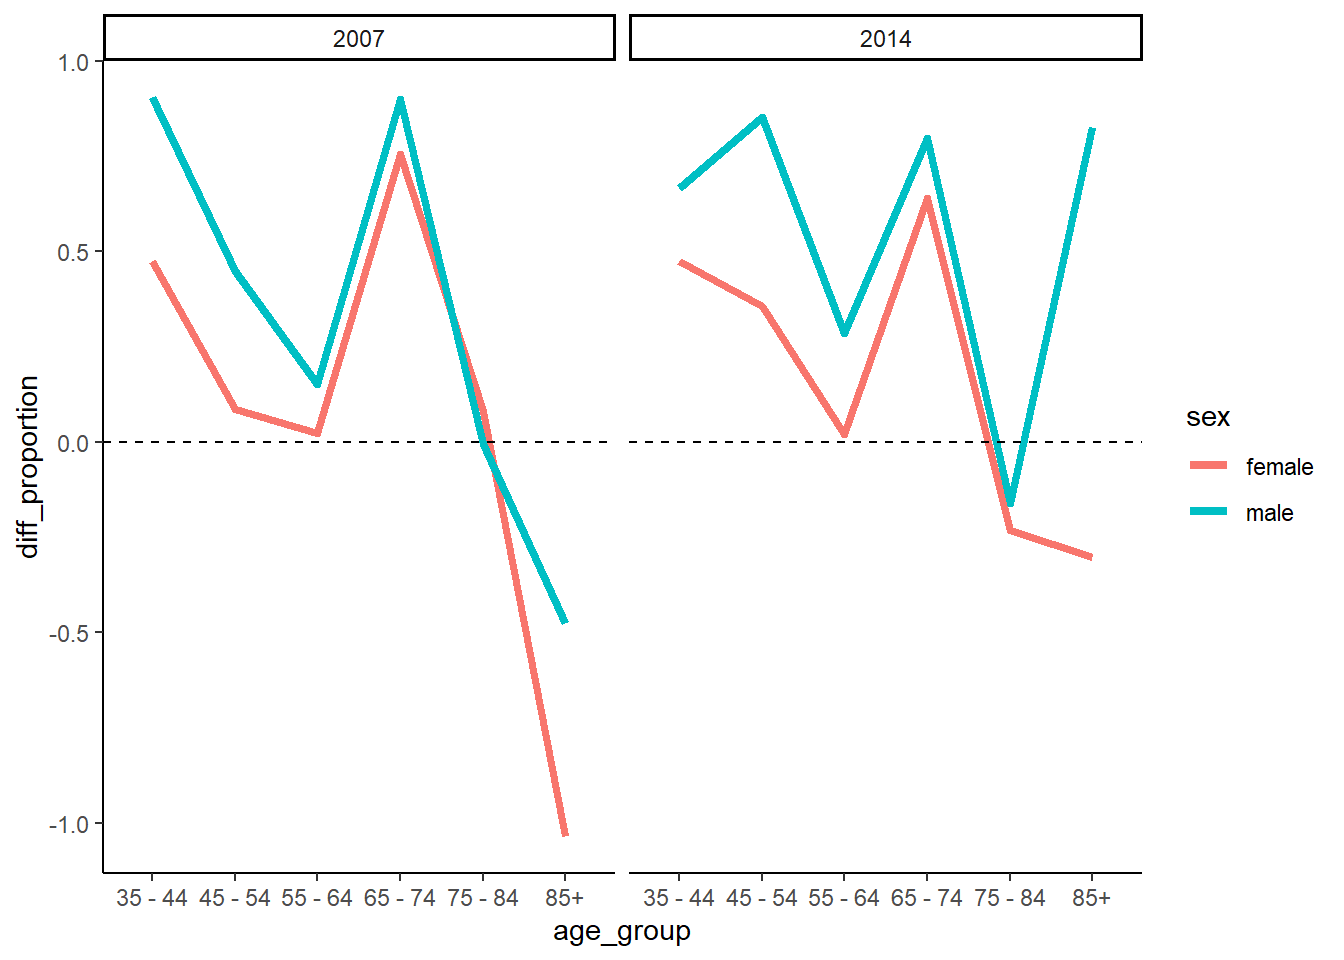 2007
2014
1.0
0.5
0.0
-0.5
-1.0
diff_proportion
35 - 44 45 - 54 55 - 64 65 - 74 75 - 84 85+
35 - 44 45 - 54 55 - 64 65 - 74 75 - 84 85+
age_group
sex
female
male